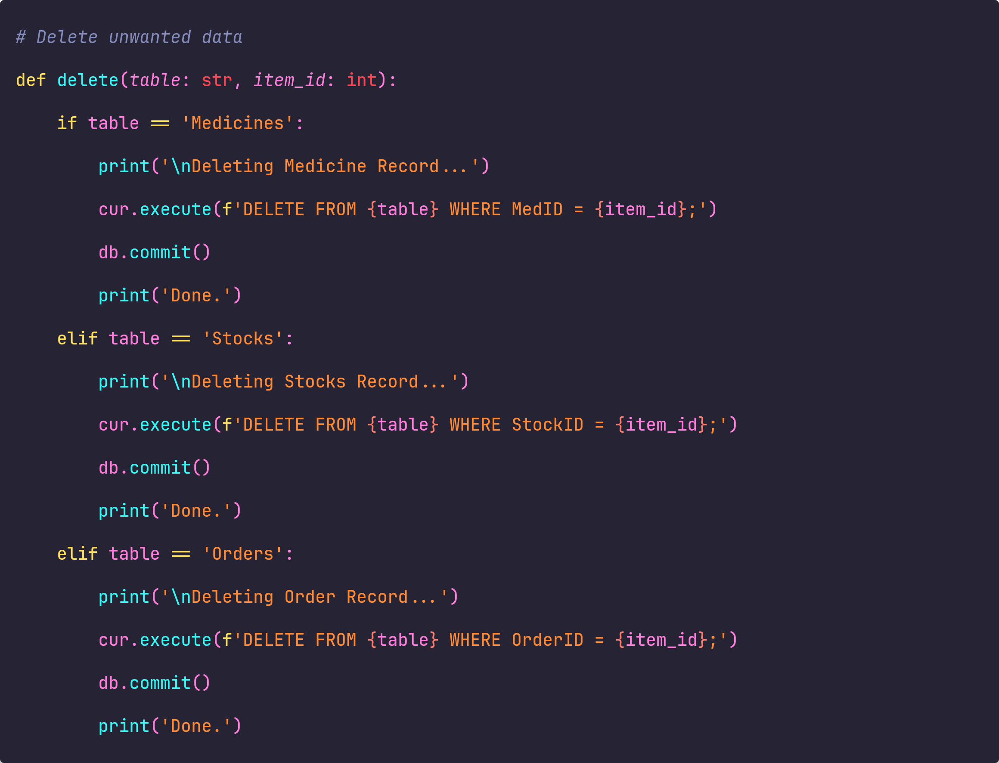 # Delete unwanted data
def delete(table: str, item_id: int):
    if table == 'Medicines':
        print('\nDeleting Medicine Record...')
        cur.execute(f'DELETE FROM {table} WHERE MedID = {item_id};')
        db.commit()
        print('Done.')
    elif table == 'Stocks':
        print('\nDeleting Stocks Record...')
        cur.execute(f'DELETE FROM {table} WHERE StockID = {item_id};')
        db.commit()
        print('Done.')
    elif table == 'Orders':
        print('\nDeleting Order Record...')
        cur.execute(f'DELETE FROM {table} WHERE OrderID = {item_id};')
        db.commit()
        print('Done.')